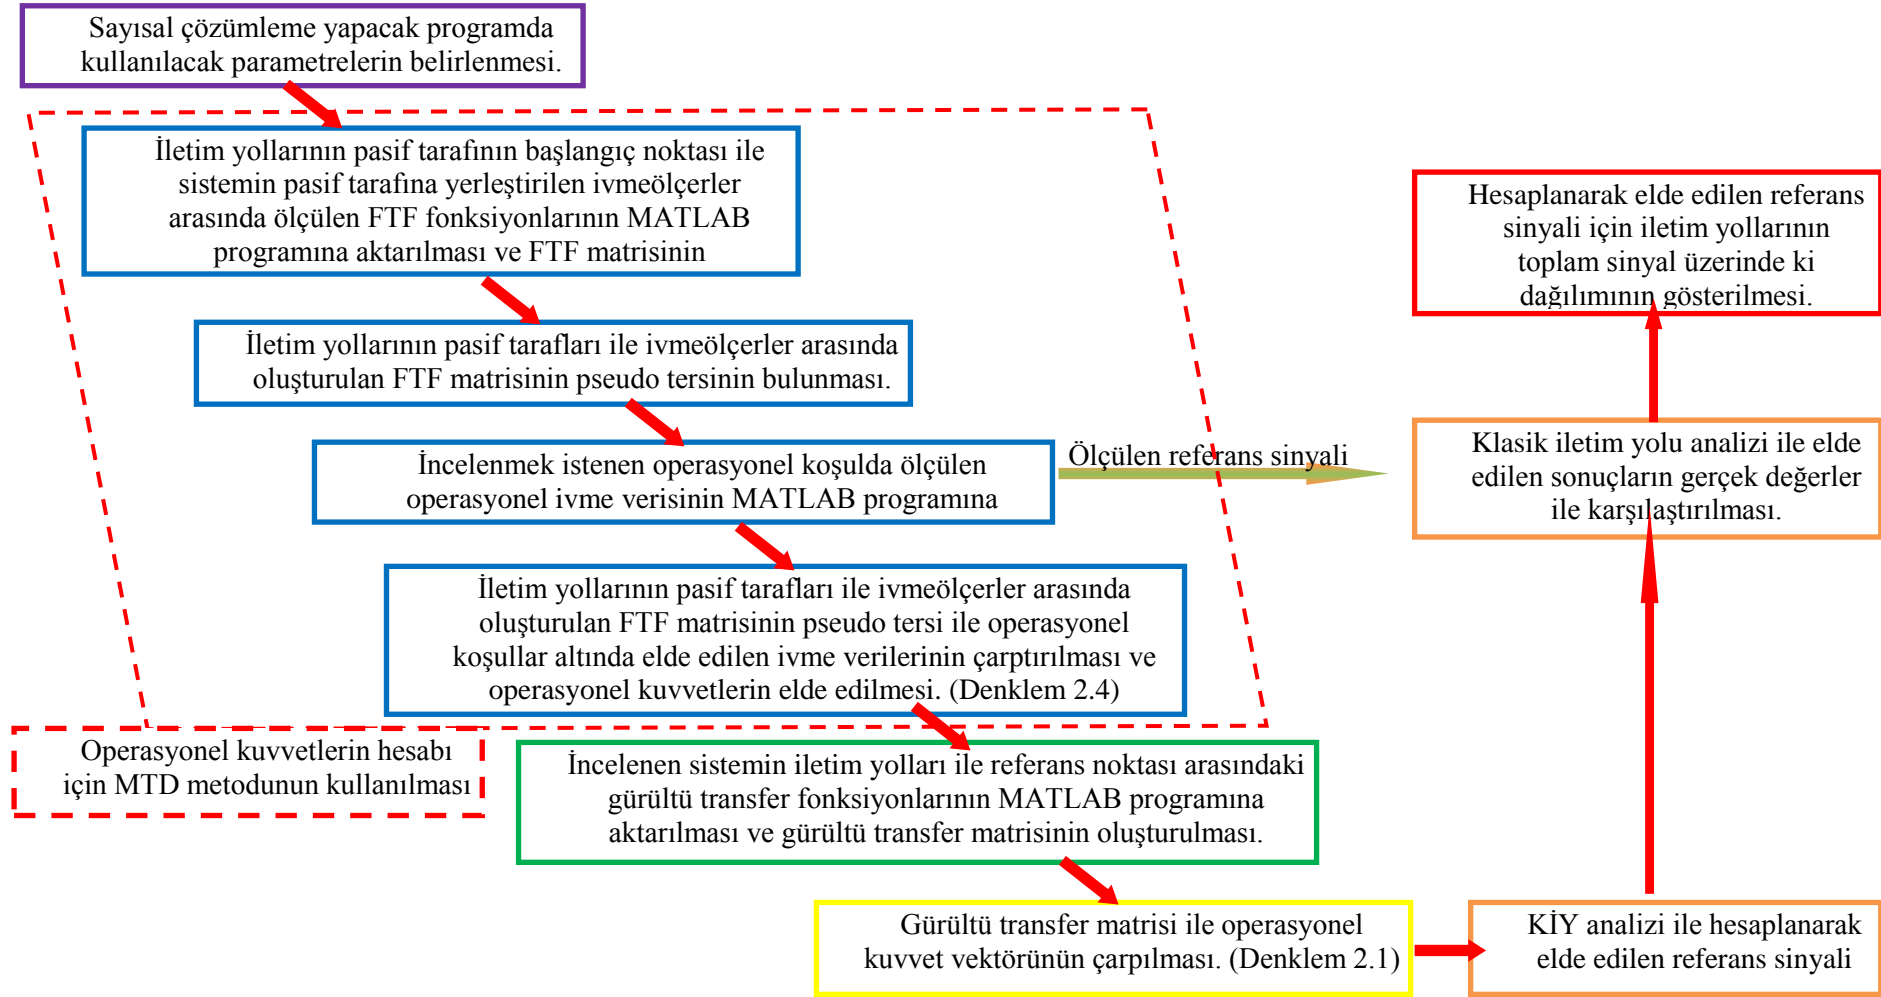 Sayısal çözümleme yapacak programda
kullanılacak parametrelerin belirlenmesi.
İletim yollarının pasif tarafının başlangıç noktası ile
sistemin pasif tarafına yerleştirilen ivmeölçerler
arasında ölçülen FTF fonksiyonlarının MATLAB
programına aktarılması ve FTF matrisinin
İletim yollarının pasif tarafları ile ivmeölçerler arasında
oluşturulan FTF matrisinin pseudo tersinin bulunması.
İncelenmek istenen operasyonel koşulda ölçülen
operasyonel ivme verisinin MATLAB programına
Ölçülen referans sinyali
İletim yollarının pasif tarafları ile ivmeölçerler arasında
oluşturulan FTF matrisinin pseudo tersi ile operasyonel
koşullar altında elde edilen ivme verilerinin çarptırılması ve
operasyonel kuvvetlerin elde edilmesi. (Denklem 2.4)
Operasyonel kuvvetlerin hesabı
için MTD metodunun kullanılması
İncelenen sistemin iletim yolları ile referans noktası arasındaki
gürültü transfer fonksiyonlarının MATLAB programına
aktarılması ve gürültü transfer matrisinin oluşturulması.
Gürültü transfer matrisi ile operasyonel
kuvvet vektörünün çarpılması. (Denklem 2.1)
KİY analizi ile hesaplanarak
elde edilen referans sinyali
Klasik iletim yolu analizi ile elde
edilen sonuçların gerçek değerler
ile karşılaştırılması.
Hesaplanarak elde edilen referans
sinyali için iletim yollarının
toplam sinyal üzerinde ki
dağılımının gösterilmesi.